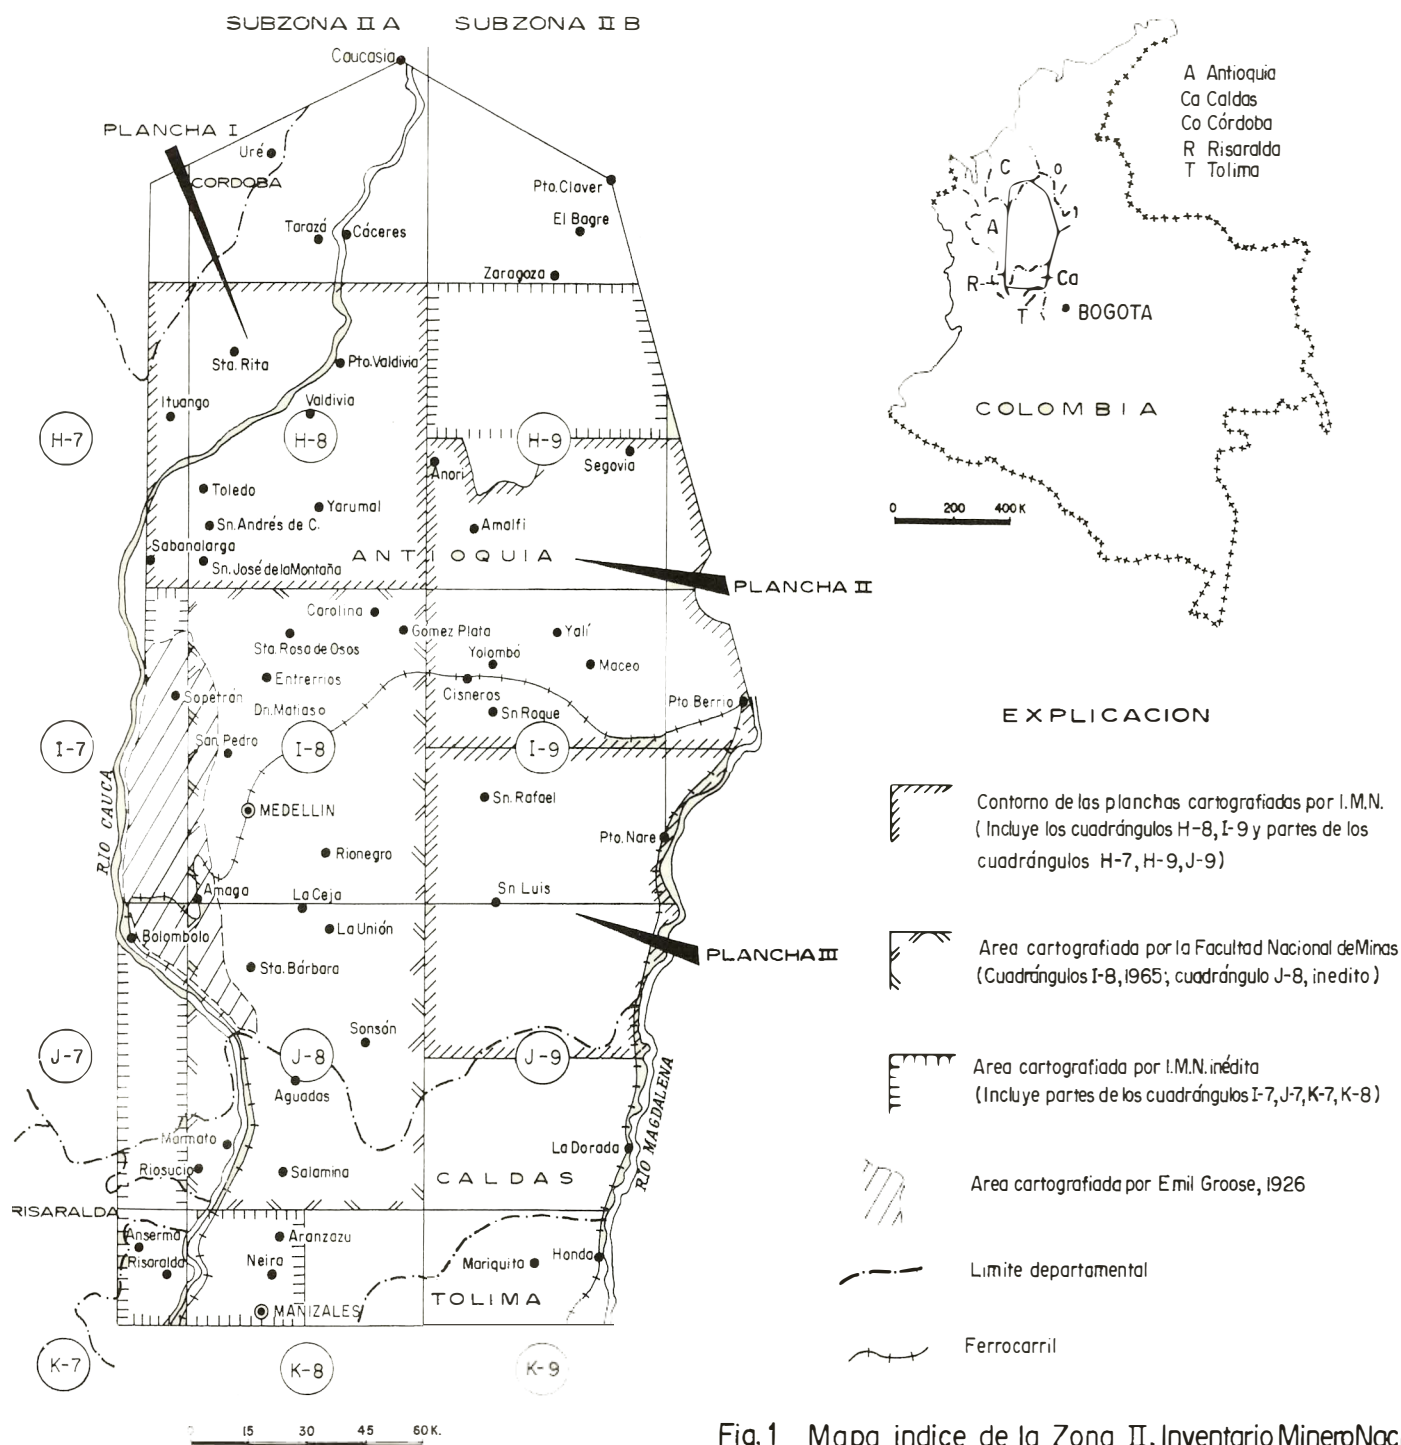 SUBZONA II A
SUBZONA II B
Caucasia
PLANCHA I
Uré
CORDOBA
Pto. Claver
Tarazá
Cáceres
El Bagre
Zaragoza
Sta. Rita
Pto. Valdivia
Ituango
Valdivia
H-7
H-8
H-9
Anori
Segovia
Toledo
Yarumal
Sn. Andrés de C.
Amalfi
Sabanalarga
Sn. José de la Montaña
ANTIOQUIA
PLANCHA II
Carolina
Gómez Plata
Yalí
Sta. Rosa de Osos
Yolombó
Maceo
Entrerrios
Cisneros
Sopetrán
Dn. Matias
Sn Roque
Pto Berrio
San Pedro
I-7
I-8
I-9
RIO CAUCA
MEDELLIN
Sn. Rafael
Pto. Nare
Rionegro
Amaga
La Ceja
Sn Luis
La Unión
Bolombolo
PLANCHA III
Sta. Bárbara
Sonsón
J-7
J-8
J-9
Aguadas
RIO MAGDALENA
Marmato
La Dorada
Riosucio
Salamina
CALDAS
RISARALDA
Anserma
Aranzazu
Risaralda
Neira
Mariquita
Honda
MANIZALES
TOLIMA
K-7
K-8
K-9
0 15 30 45 60 K.
A Antioquia
Ca Caldas
Co Córdoba
R Risaralda
T Tolima
C o
A
R
Ca
T
BOGOTA
COLOMBIA
0 200 400 K
EXPLICACION
Contorno de las planchas cartografiadas por I.M.N.
(Incluye los cuadrángulos H-8, I-9 y partes de los
cuadrángulos H-7, H-9, J-9)
Area cartografiada por la Facultad Nacional de Minas
(Cuadrángulos I-8, 1965; cuadrángulo J-8, inedito)
Area cartografiada por I.M.N. inédita
(Incluye partes de los cuadrángulos I-7, J-7, K-7, K-8)
Area cartografiada por Emil Groose, 1926
Limite departamental
Ferrocarril
Fig. 1 Mapa indice de la Zona II. Inventario Minero Nac